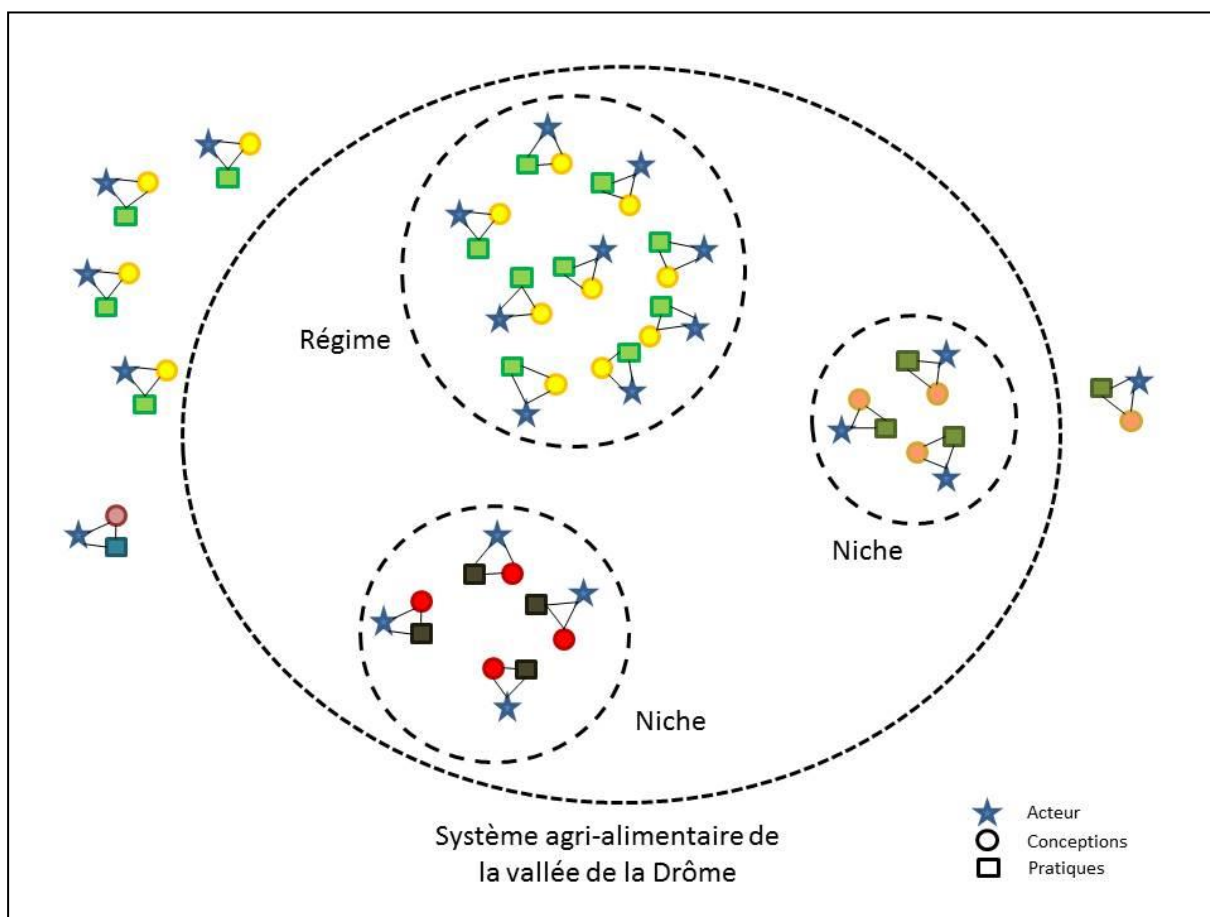 Régime
Niche
Niche
Système agri-alimentaire de
la vallée de la Drôme
Acteur
Conceptions
Pratiques